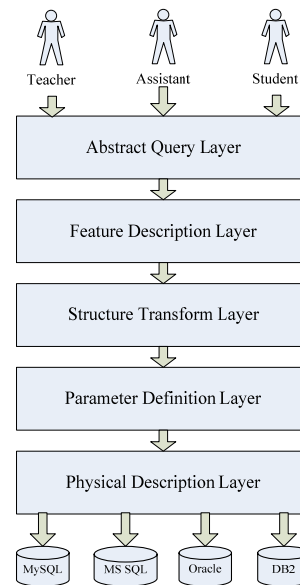 Teacher Assistant Student
Abstract Query Layer
Feature Description Layer
Structure Transform Layer
Parameter Definition Layer
Physical Description Layer
MySQL MS SQL Oracle DB2